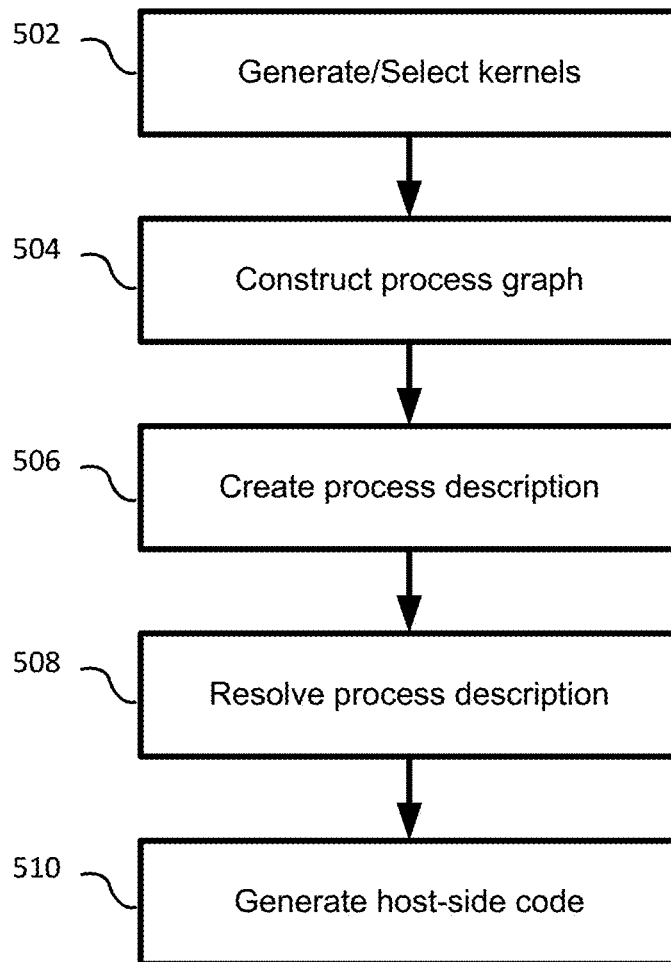 502
Generate/Select kernels
504
Construct process graph
506
Create process description
508
Resolve process description
510
Generate host-side code